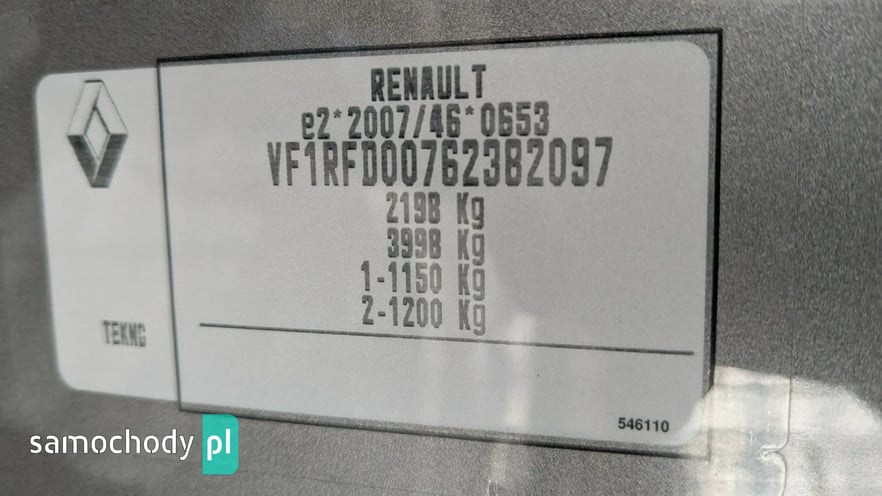 RENAULT
e2*2007/46*0653
VF1RFD00762382097
2198 Kg
3998 Kg
1-1150 Kg
2-1200 Kg
TEKNG
546110
samochody pl